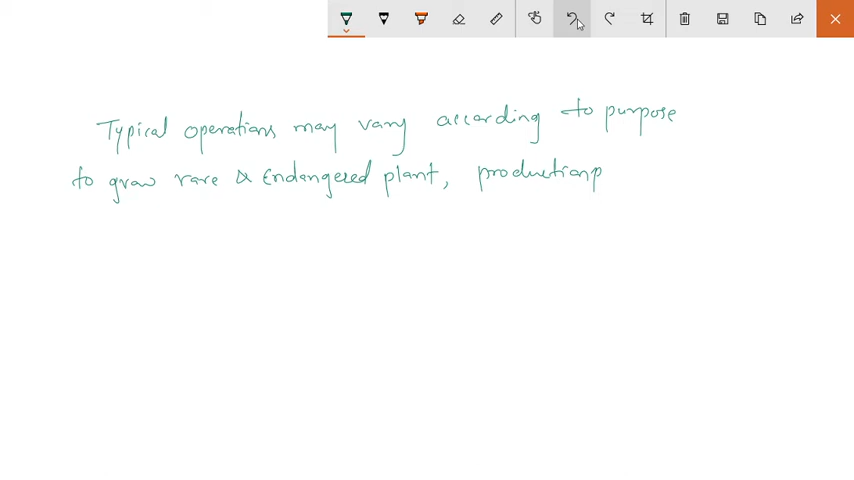 Typical operations may vary according to purpose
to grow rare & Endangered plant, productionp